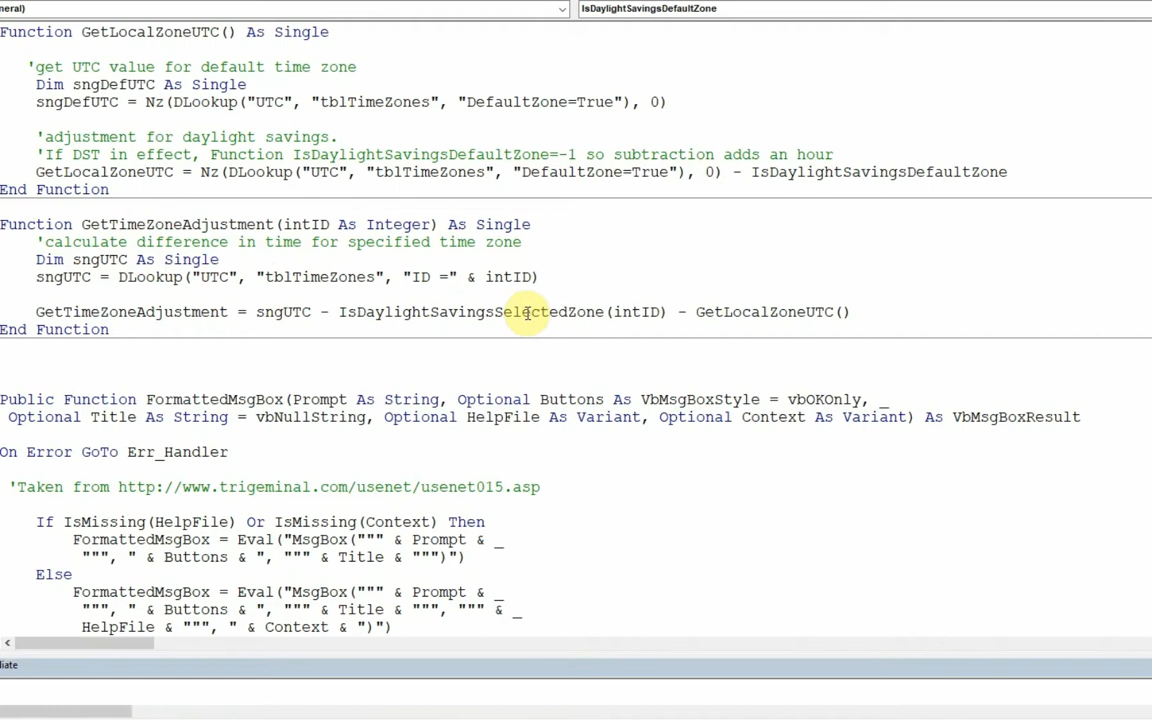 neral)
IsDaylightSavingsDefaultZone
Function GetLocalZoneUTC() As Single
'get UTC value for default time zone
Dim sngDefUTC As Single
sngDefUTC = Nz(DLookup("UTC", "tblTimeZones", "DefaultZone=True"), 0)
'adjustment for daylight savings.
'If DST in effect, Function IsDaylightSavingsDefaultZone=-1 so subtraction adds an hour
GetLocalZoneUTC = Nz(DLookup("UTC", "tblTimeZones", "DefaultZone=True"), 0) - IsDaylightSavingsDefaultZone
End Function
Function GetTimeZoneAdjustment(intID As Integer) As Single
'calculate difference in time for specified time zone
Dim sngUTC As Single
sngUTC = DLookup("UTC", "tblTimeZones", "ID =" & intID)
GetTimeZoneAdjustment = sngUTC - IsDaylightSavingsSelectedZone(intID) - GetLocalZoneUTC()
End Function
Public Function FormattedMsgBox(Prompt As String, Optional Buttons As VbMsgBoxStyle = vbOKOnly, _
Optional Title As String = vbNullString, Optional HelpFile As Variant, Optional Context As Variant) As VbMsgBoxResult
On Error GoTo Err_Handler
'Taken from http://www.trigeminal.com/usenet/usenet015.asp
If IsMissing(HelpFile) Or IsMissing(Context) Then
FormattedMsgBox = Eval("MsgBox(""" & Prompt & _
""", " & Buttons & ", """ & Title & """)")
Else
FormattedMsgBox = Eval("MsgBox(""" & Prompt & _
""", " & Buttons & ", """ & Title & """, """ & _
HelpFile & """, " & Context & ")")
liate